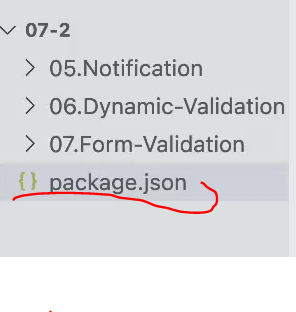 07-2
05.Notification
06.Dynamic-Validation
07.Form-Validation
{} package.json